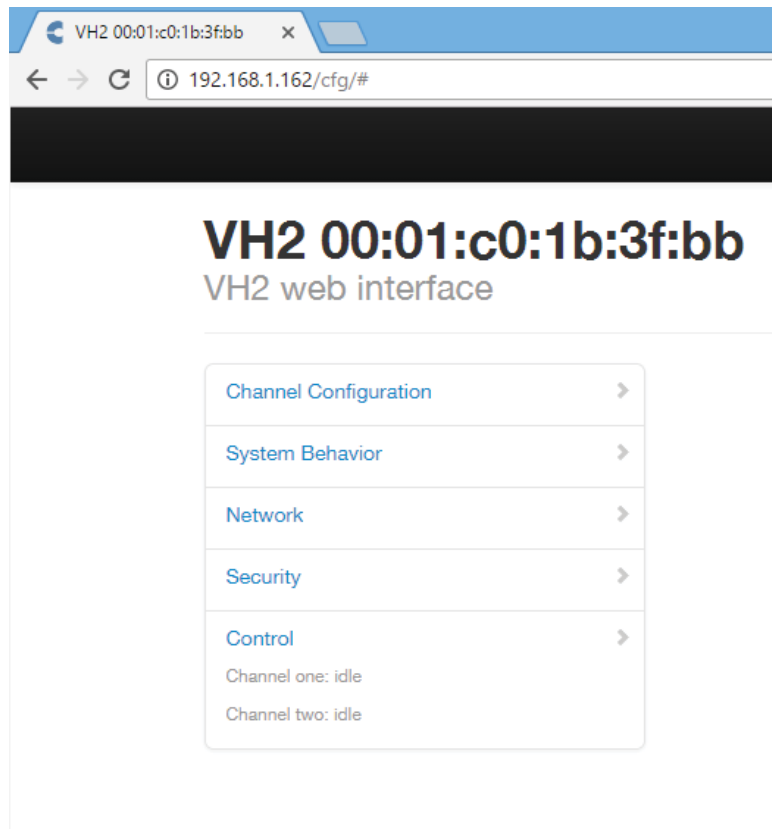 VH2 00:01:c0:1b:3f:bb
192.168.1.162/cfg/#
VH2 00:01:c0:1b:3f:bb
VH2 web interface
Channel Configuration
System Behavior
Network
Security
Control
Channel one: idle
Channel two: idle